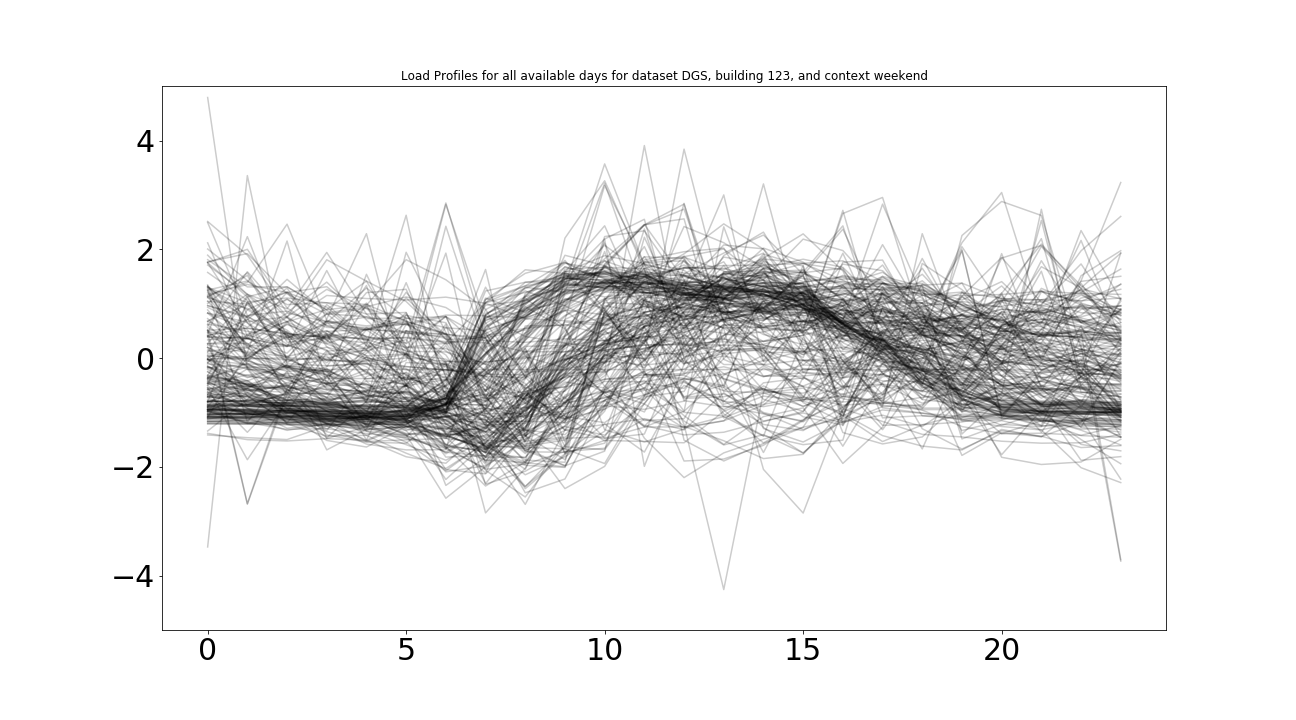 Load Profiles for all available days for dataset DGS, building 123, and context weekend
4
2
0
−2
−4
0 5 10 15 20